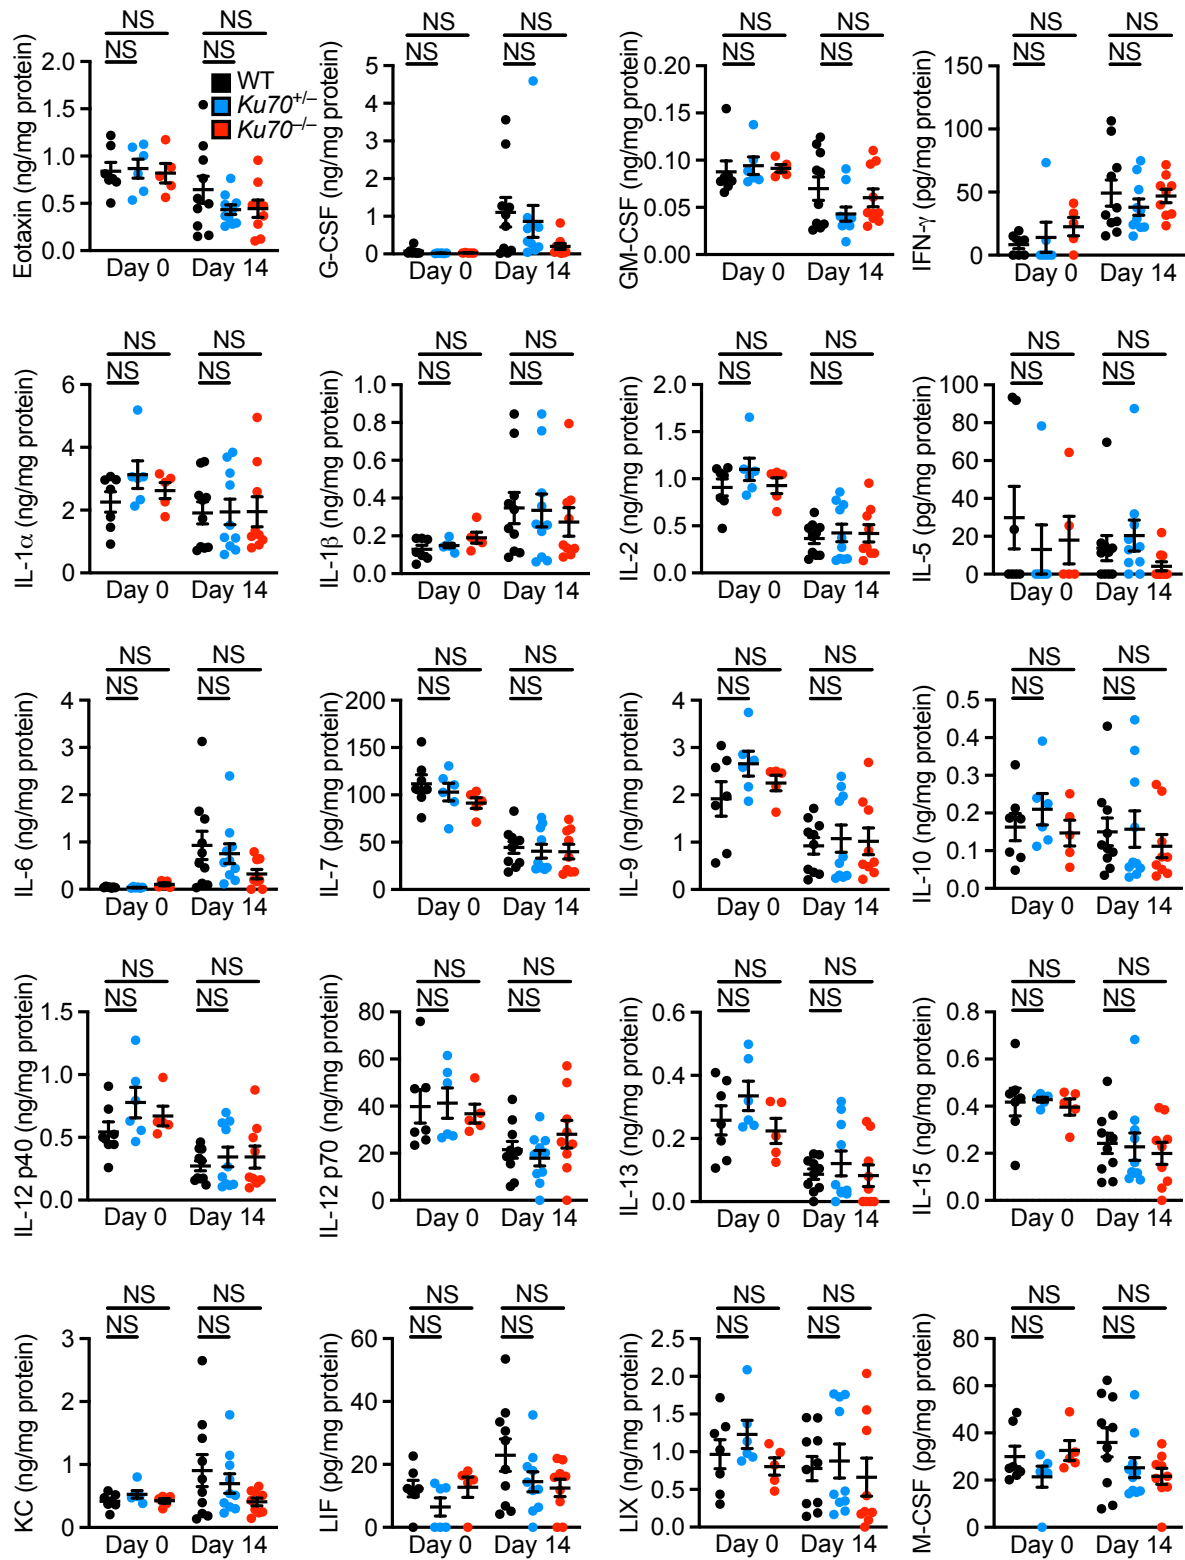 NS
NS
Eotaxin (ng/mg protein)
2.0
1.5
1.0
0.5
0.0
WT
Ku70+/–
Ku70–/–
Day 0
Day 14
NS
NS
NS
NS
G-CSF (ng/mg protein)
5
4
3
2
1
0
Day 0
Day 14
NS
NS
NS
NS
GM-CSF (ng/mg protein)
0.20
0.15
0.10
0.05
0.00
Day 0
Day 14
NS
NS
NS
NS
IFN-γ (pg/mg protein)
150
100
50
0
Day 0
Day 14
NS
NS
NS
NS
IL-1α (ng/mg protein)
6
4
2
0
Day 0
Day 14
NS
NS
NS
NS
IL-1β (ng/mg protein)
1.0
0.8
0.6
0.4
0.2
0.0
Day 0
Day 14
NS
NS
NS
NS
IL-2 (ng/mg protein)
2.0
1.5
1.0
0.5
0.0
Day 0
Day 14
NS
NS
NS
NS
IL-5 (pg/mg protein)
100
80
60
40
20
0
Day 0
Day 14
NS
NS
NS
NS
IL-6 (ng/mg protein)
4
3
2
1
0
Day 0
Day 14
NS
NS
NS
NS
IL-7 (pg/mg protein)
200
150
100
50
0
Day 0
Day 14
NS
NS
NS
NS
IL-9 (ng/mg protein)
4
3
2
1
0
Day 0
Day 14
NS
NS
NS
NS
IL-10 (ng/mg protein)
0.5
0.4
0.3
0.2
0.1
0.0
Day 0
Day 14
NS
NS
NS
NS
IL-12 p40 (ng/mg protein)
1.5
1.0
0.5
0.0
Day 0
Day 14
NS
NS
NS
NS
IL-12 p70 (ng/mg protein)
80
60
40
20
0
Day 0
Day 14
NS
NS
NS
NS
IL-13 (ng/mg protein)
0.6
0.4
0.2
0.0
Day 0
Day 14
NS
NS
NS
NS
IL-15 (ng/mg protein)
0.8
0.6
0.4
0.2
0.0
Day 0
Day 14
NS
NS
NS
NS
KC (ng/mg protein)
3
2
1
0
Day 0
Day 14
NS
NS
NS
NS
LIF (pg/mg protein)
60
40
20
0
Day 0
Day 14
NS
NS
NS
NS
LIX (ng/mg protein)
2.5
2.0
1.5
1.0
0.5
0.0
Day 0
Day 14
NS
NS
NS
NS
M-CSF (pg/mg protein)
80
60
40
20
0
Day 0
Day 14
NS
NS